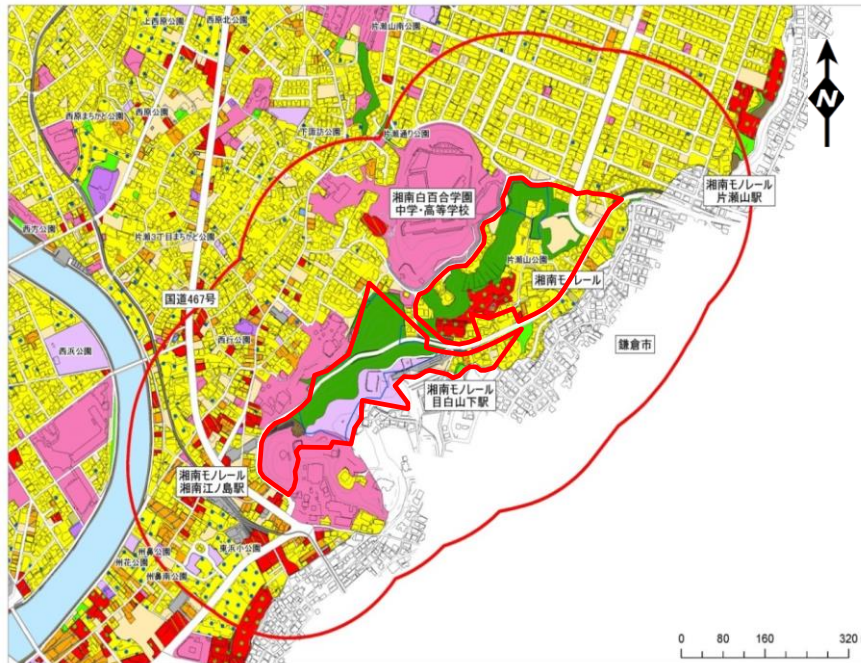 上西原公園
西原北公園
片瀬山南公園
西原まちかど公園
西原公園
下諏訪公園
片瀬通り公園
湘南白百合学園
中学・高等学校
湘南モノレール
片瀬山駅
片瀬3丁目まちかど公園
片瀬山公園
湘南モノレール
国道467号
西行公園
西浜公園
鎌倉市
湘南モノレール
目白山下駅
湘南モノレール
湘南江ノ島駅
東浜小公園
州鼻公園
州花公園
州鼻南公園
N
0 80 160 320